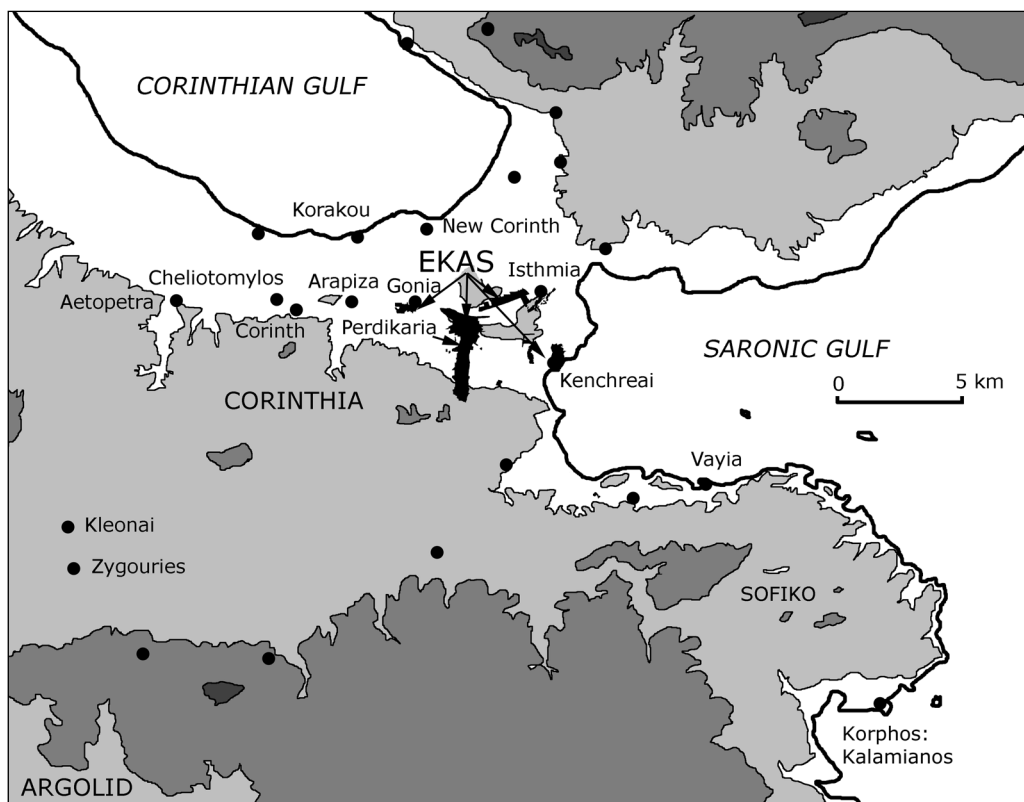 CORINTHIAN GULF
Korakou
New Corinth
EKAS
Isthmia
Cheliotomylos
Arapiza
Gonia
Aetopetra
Corinth
Perdikaria
SARONIC GULF
Kenchreai
0 5 km
CORINTHIA
Vayia
Kleonai
Zygouries
SOFIKO
Korphos:
Kalamianos
ARGOLID